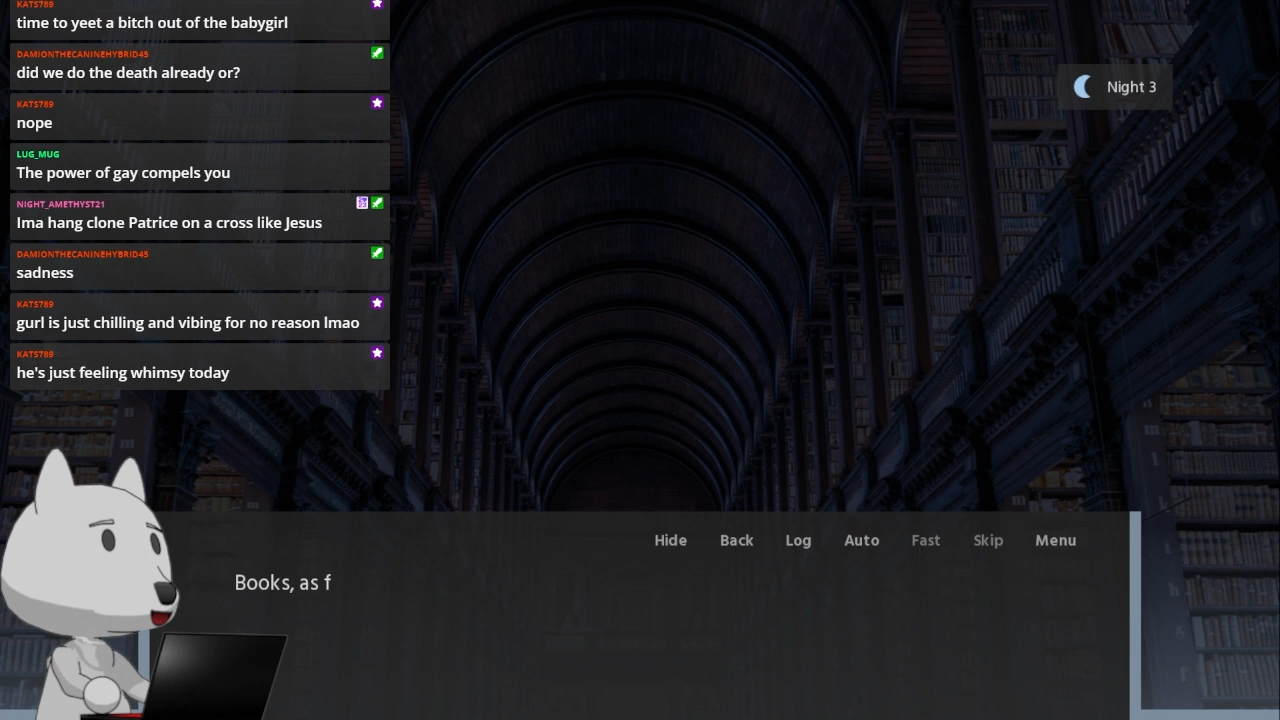 KATS789
time to yeet a bitch out of the babygirl
DAMIONTHECANINEHYBRID45
did we do the death already or?
KATS789
nope
LUG_MUG
The power of gay compels you
NIGHT_AMETHYST21
Ima hang clone Patrice on a cross like Jesus
DAMIONTHECANINEHYBRID45
sadness
KATS789
gurl is just chilling and vibing for no reason lmao
KATS789
he's just feeling whimsy today
Night 3
Hide Back Log Auto Fast Skip Menu
Books, as f